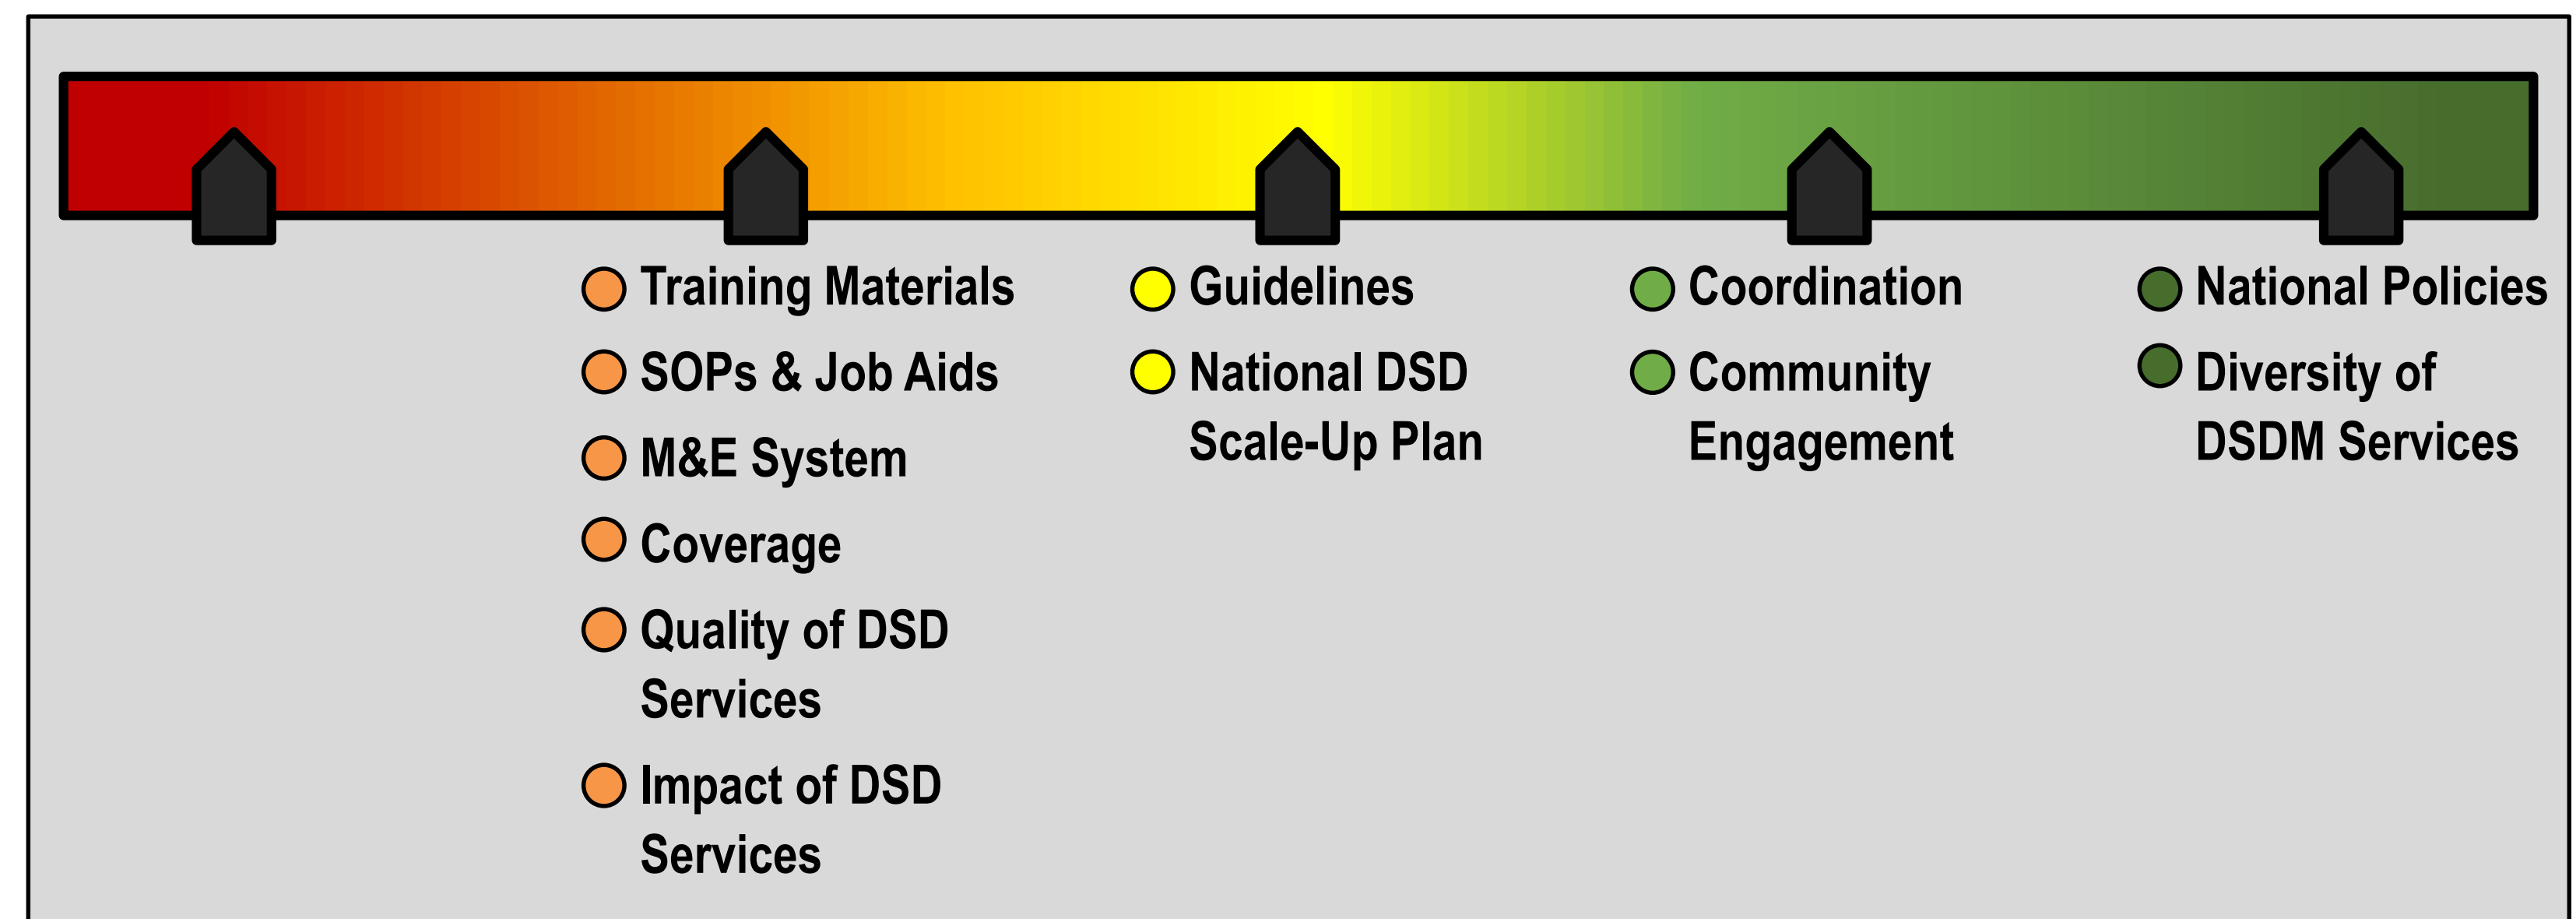 Training Materials
SOPs & Job Aids
M&E System
Coverage
Quality of DSD
Services
Impact of DSD
Services
Guidelines
National DSD
Scale-Up Plan
Coordination
Community
Engagement
National Policies
Diversity of
DSDM Services